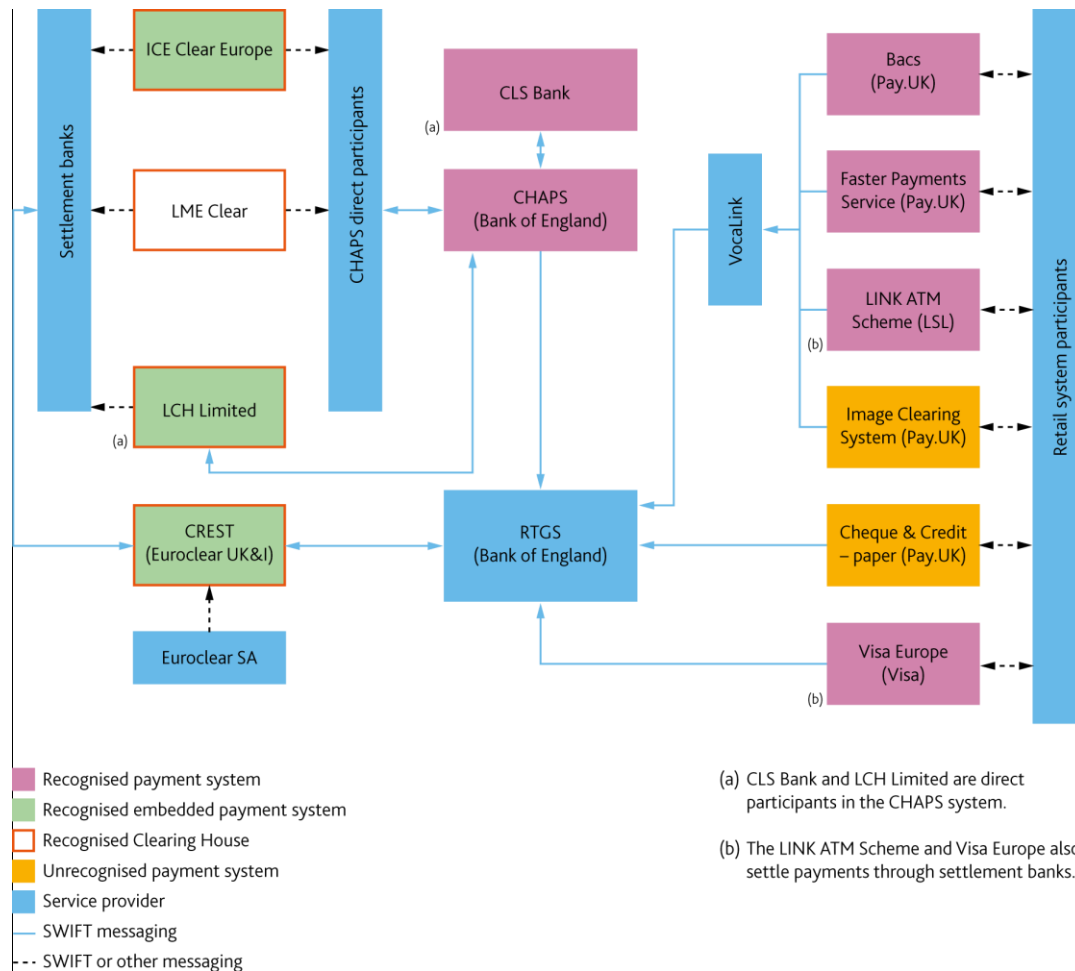 ICE Clear Europe
CLS Bank
(a)
Bacs
(Pay.UK)
Settlement banks
LME Clear
CHAPS direct participants
CHAPS
(Bank of England)
VocaLink
Faster Payments
Service (Pay.UK)
LINK ATM
Scheme (LSL)
(b)
Retail system participants
LCH Limited
(a)
Image Clearing
System (Pay.UK)
CREST
(Euroclear UK&I)
RTGS
(Bank of England)
Cheque & Credit
– paper (Pay.UK)
Euroclear SA
Visa Europe
(Visa)
(b)
Recognised payment system
Recognised embedded payment system
Recognised Clearing House
Unrecognised payment system
Service provider
SWIFT messaging
SWIFT or other messaging
(a) CLS Bank and LCH Limited are direct
participants in the CHAPS system.
(b) The LINK ATM Scheme and Visa Europe also
settle payments through settlement banks.